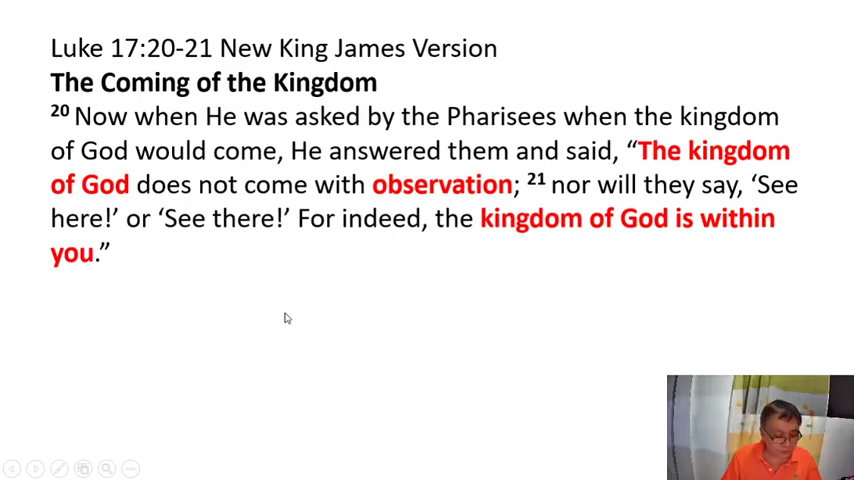 Luke 17:20-21 New King James Version
The Coming of the Kingdom
20 Now when He was asked by the Pharisees when the kingdom
of God would come, He answered them and said, “The kingdom
of God does not come with observation; 21 nor will they say, ‘See
here!’ or ‘See there!’ For indeed, the kingdom of God is within
you.”